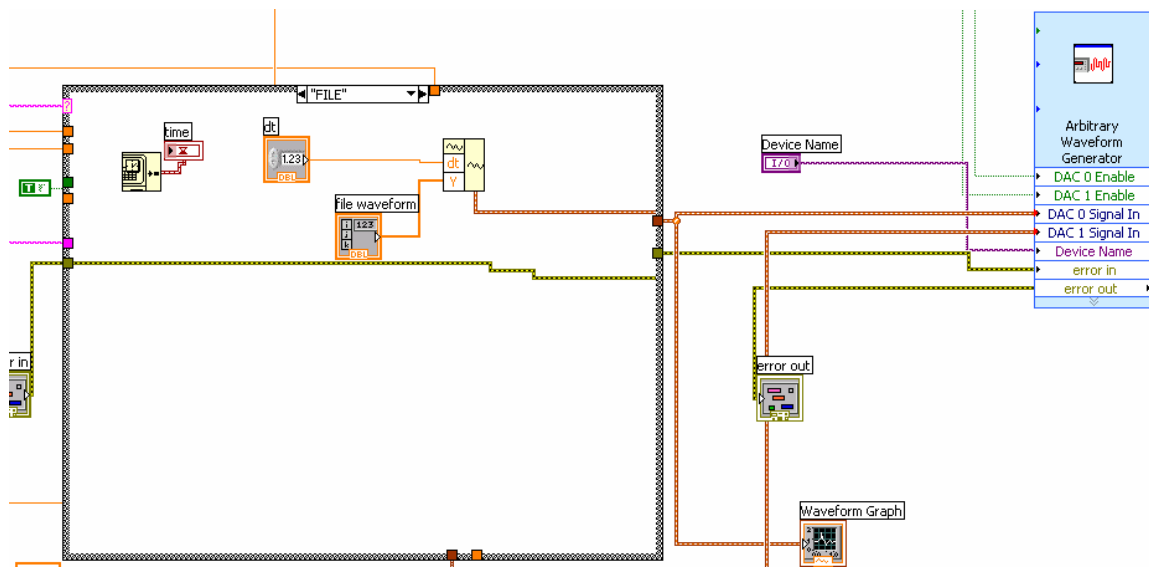 "FILE"
?
time
dt
1.23
DBL
dt
Y
file waveform
123
i
j
k
DBL
T F
Device Name
I/O
Arbitrary
Waveform
Generator
DAC 0 Enable
DAC 1 Enable
DAC 0 Signal In
DAC 1 Signal In
Device Name
error in
error out
r in
error out
Waveform Graph